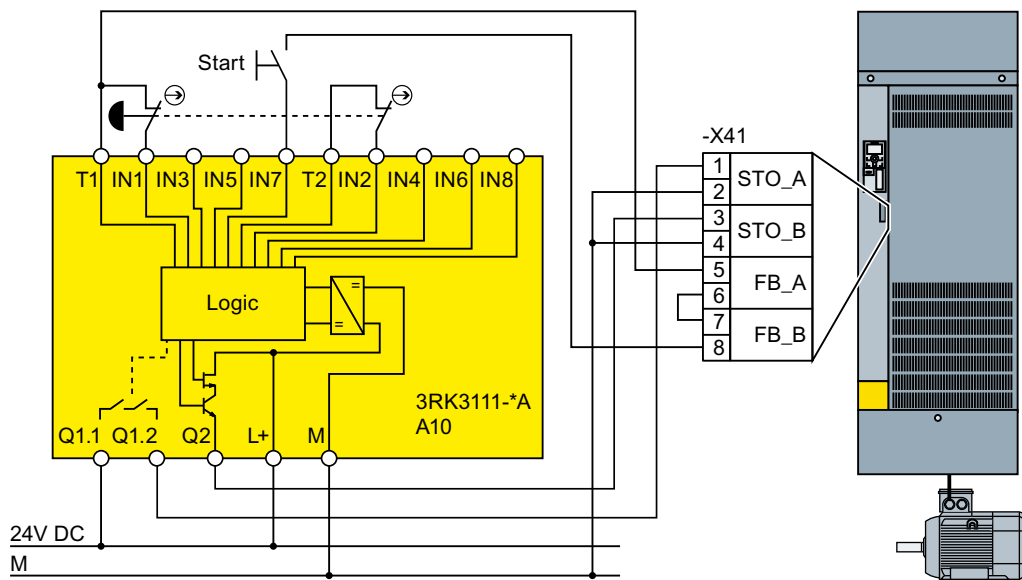 Start
-X41
T1 IN1 IN3 IN5 IN7 T2 IN2 IN4 IN6 IN8
1
2
STO_A
3
4
STO_B
5
6
FB_A
7
8
FB_B
Logic
=
=
3RK3111-*A
A10
Q1.1 Q1.2 Q2 L+ M
24V DC
M